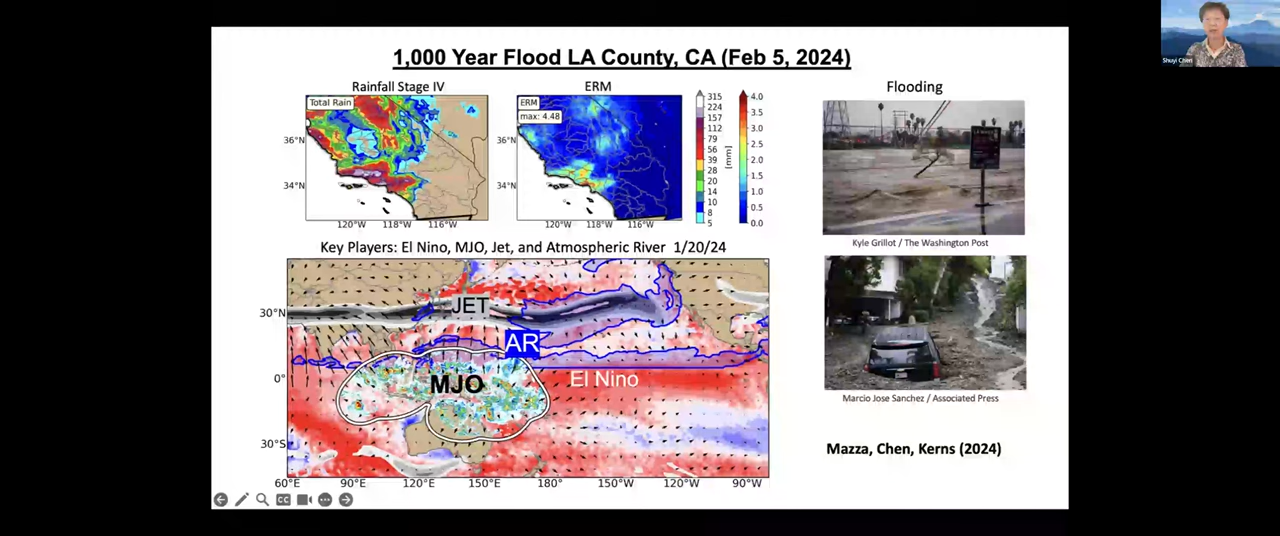 1,000 Year Flood LA County, CA (Feb 5, 2024)
Rainfall Stage IV
ERM
Flooding
Total Rain
ERM
max: 4.48
36°N
34°N
120°W 118°W 116°W
36°N
34°N
120°W 118°W 116°W
315
224
157
112
79
56
39
28
20
14
10
8
5
[mm]
4.0
3.5
3.0
2.5
2.0
1.5
1.0
0.5
0.0
Kyle Grillot / The Washington Post
Key Players: El Nino, MJO, Jet, and Atmospheric River 1/20/24
JET
AR
MJO
El Nino
30°N
0°
30°S
60°E 90°E 120°E 150°E 180° 150°W 120°W 90°W
Marcio Jose Sanchez / Associated Press
Mazza, Chen, Kerns (2024)
CC
Shuyi Chen